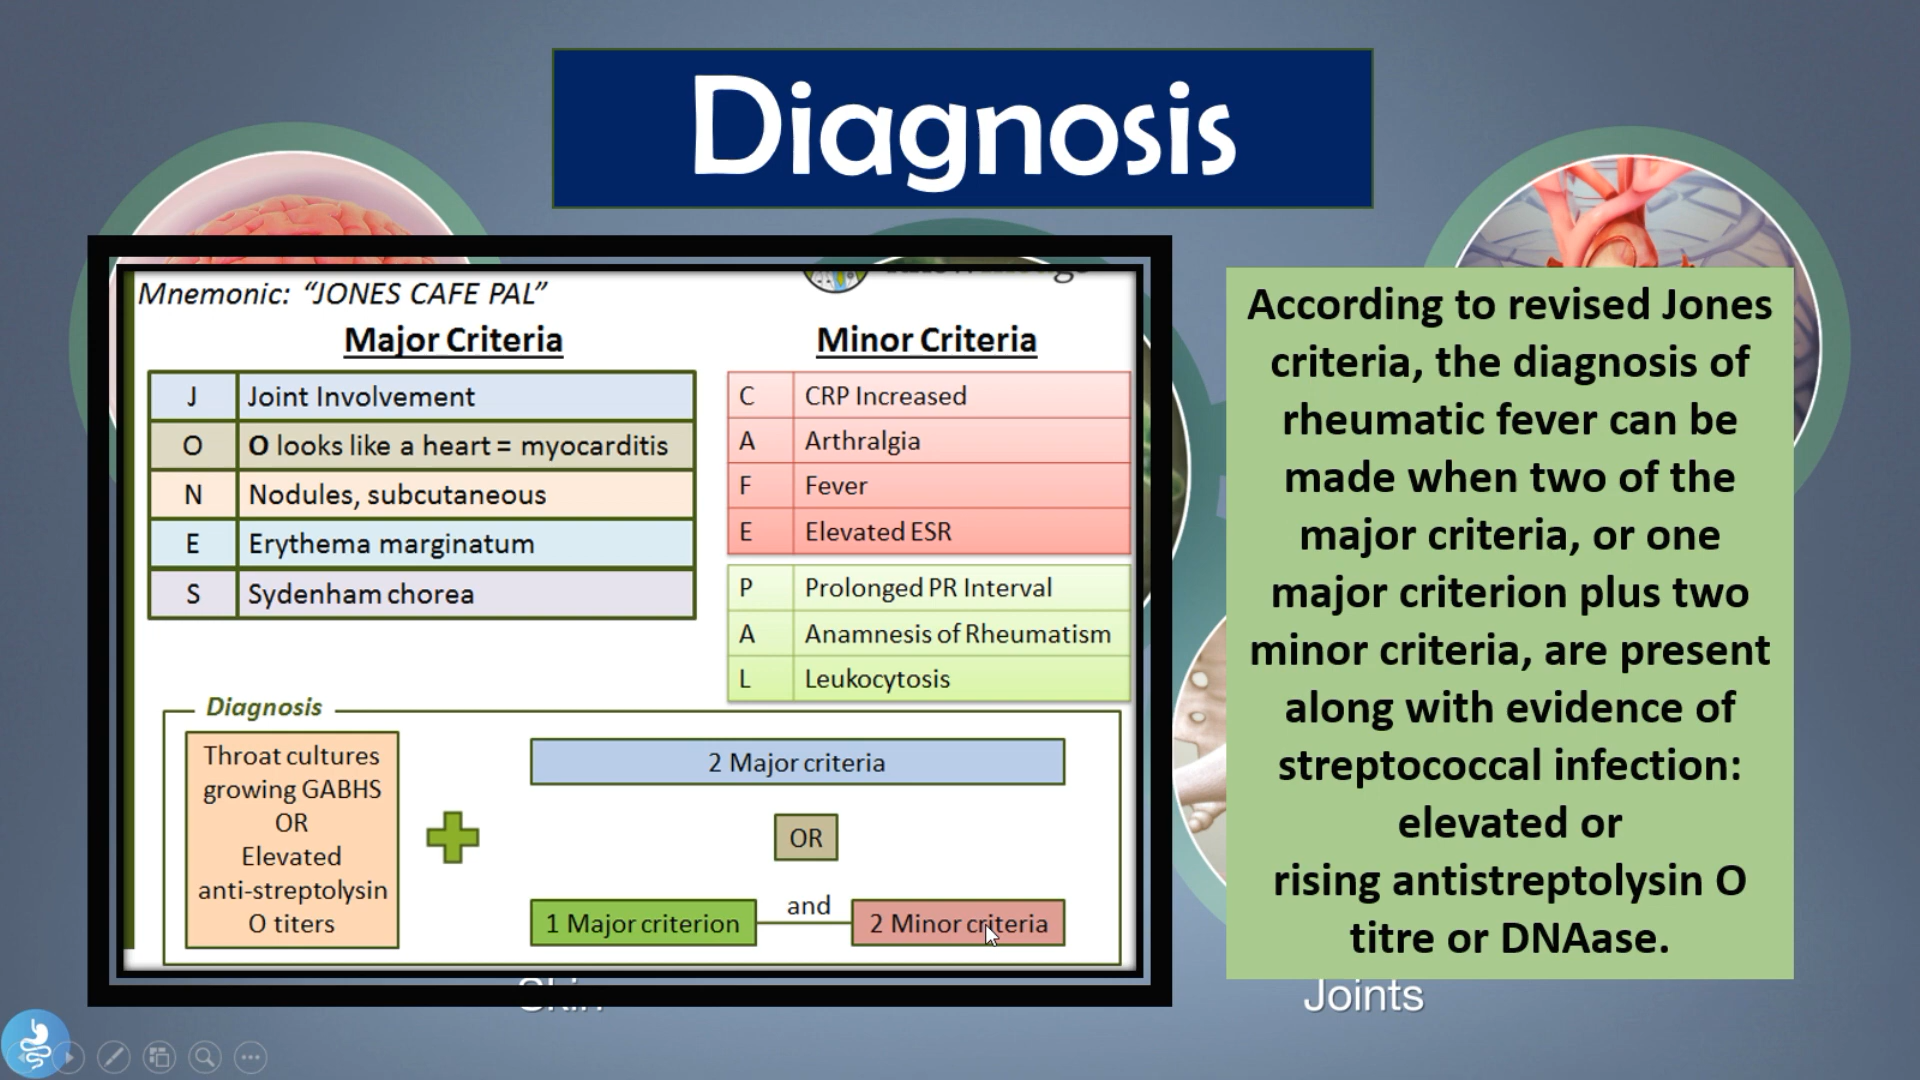 Diagnosis
Mnemonic: “JONES CAFE PAL”
Major Criteria
J Joint Involvement
O O looks like a heart = myocarditis
N Nodules, subcutaneous
E Erythema marginatum
S Sydenham chorea
Minor Criteria
C CRP Increased
A Arthralgia
F Fever
E Elevated ESR
P Prolonged PR Interval
A Anamnesis of Rheumatism
L Leukocytosis
Diagnosis
Throat cultures
growing GABHS
OR
Elevated
anti-streptolysin
O titers
2 Major criteria
OR
1 Major criterion
and
2 Minor criteria
According to revised Jones
criteria, the diagnosis of
rheumatic fever can be
made when two of the
major criteria, or one
major criterion plus two
minor criteria, are present
along with evidence of
streptococcal infection:
elevated or
rising antistreptolysin O
titre or DNAase.
Skin
Joints